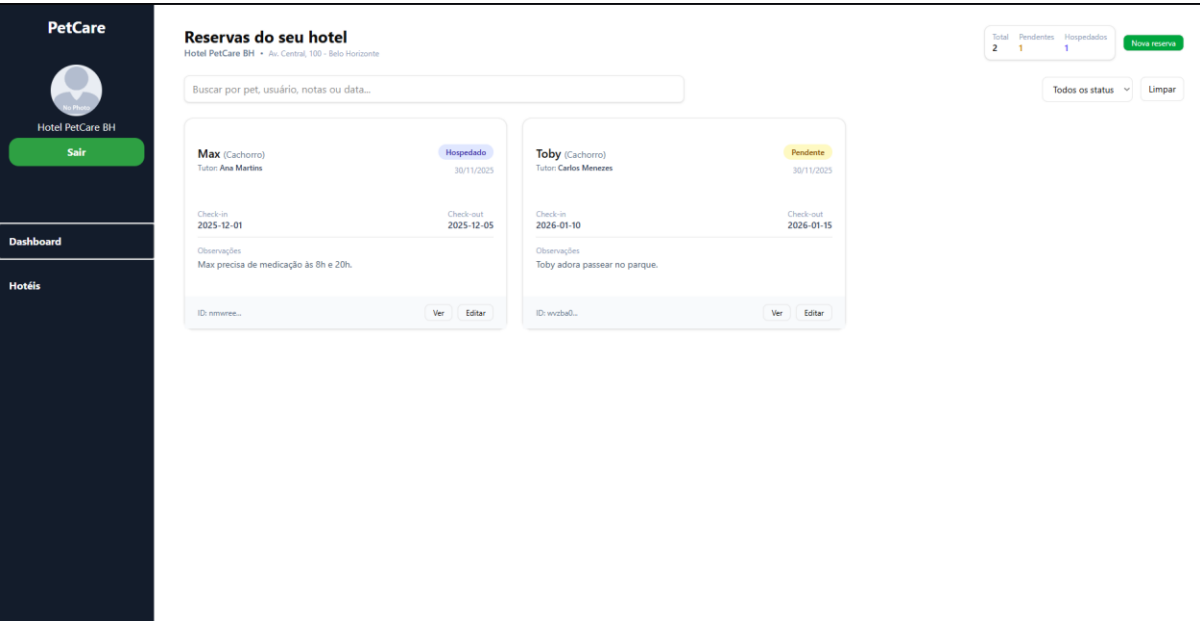 PetCare
No Photo
Hotel PetCare BH
Sair
Dashboard
Hotéis
Reservas do seu hotel
Hotel PetCare BH • Av. Central, 100 - Belo Horizonte
Total Pendentes Hospedados
2 1 1
Nova reserva
Buscar por pet, usuário, notas ou data...
Todos os status
Limpar
Max (Cachorro) Hospedado
Tutor: Ana Martins 30/11/2025
Check-in Check-out
2025-12-01 2025-12-05
Observações
Max precisa de medicação às 8h e 20h.
ID: nmwree... Ver Editar
Toby (Cachorro) Pendente
Tutor: Carlos Menezes 30/11/2025
Check-in Check-out
2026-01-10 2026-01-15
Observações
Toby adora passear no parque.
ID: wvzba0... Ver Editar